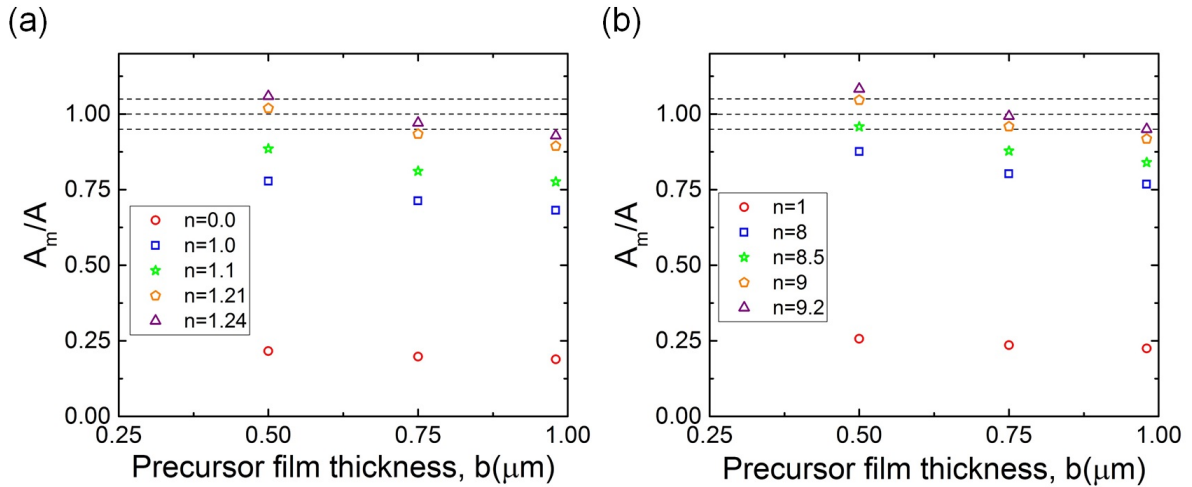 (a)
A_m/A
1.00
0.75
0.50
0.25
0.00
n=0.0
n=1.0
n=1.1
n=1.21
n=1.24
0.25 0.50 0.75 1.00
Precursor film thickness, b(μm)
(b)
A_m/A
1.00
0.75
0.50
0.25
0.00
n=1
n=8
n=8.5
n=9
n=9.2
0.25 0.50 0.75 1.00
Precursor film thickness, b(μm)